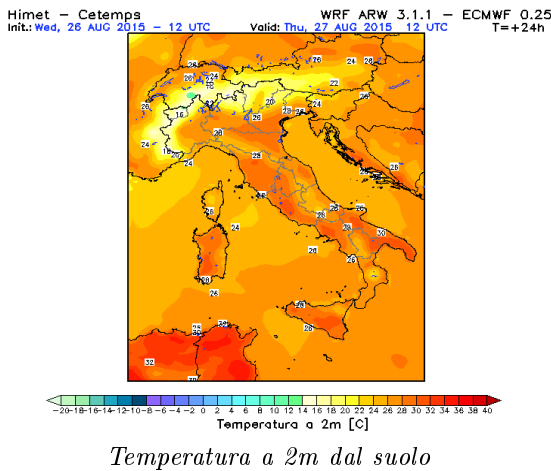 Himet – Cetemps WRF ARW 3.1.1 – ECMWF 0.25
Init.: Wed, 26 AUG 2015 – 12 UTC Valid: Thu, 27 AUG 2015 12 UTC T=+24h
-20 -18 -16 -14 -12 -10 -8 -6 -4 -2 0 2 4 6 8 10 12 14 16 18 20 22 24 26 28 30 32 34 36 38 40
Temperatura a 2m [C]
Temperatura a 2m dal suolo